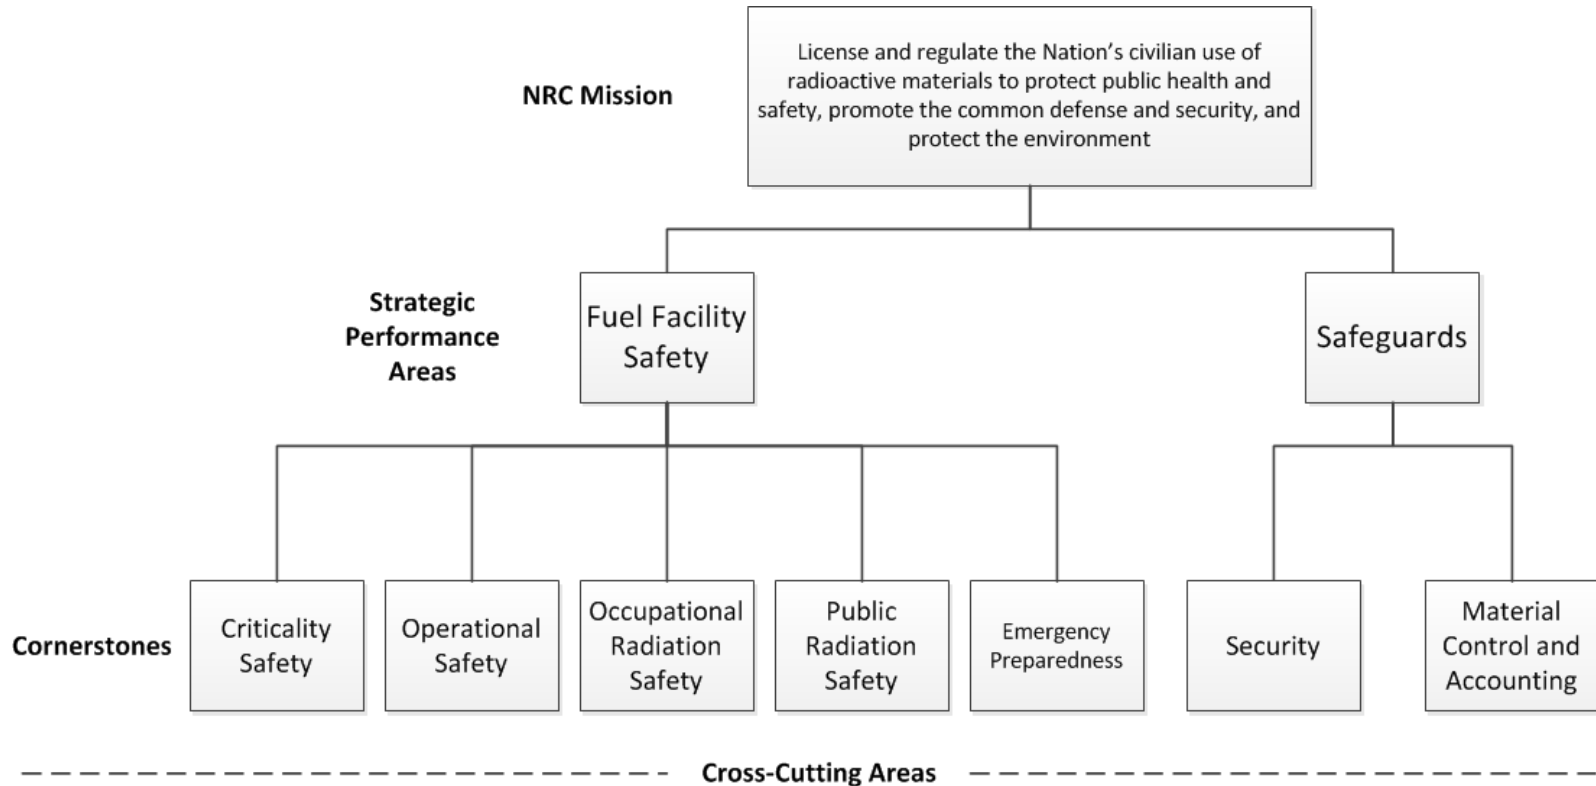 License and regulate the Nation’s civilian use of
radioactive materials to protect public health and
safety, promote the common defense and security, and
protect the environment
NRC Mission
Strategic
Performance
Areas
Fuel Facility
Safety
Safeguards
Cornerstones
Criticality
Safety
Operational
Safety
Occupational
Radiation
Safety
Public
Radiation
Safety
Emergency
Preparedness
Security
Material
Control and
Accounting
Cross-Cutting Areas